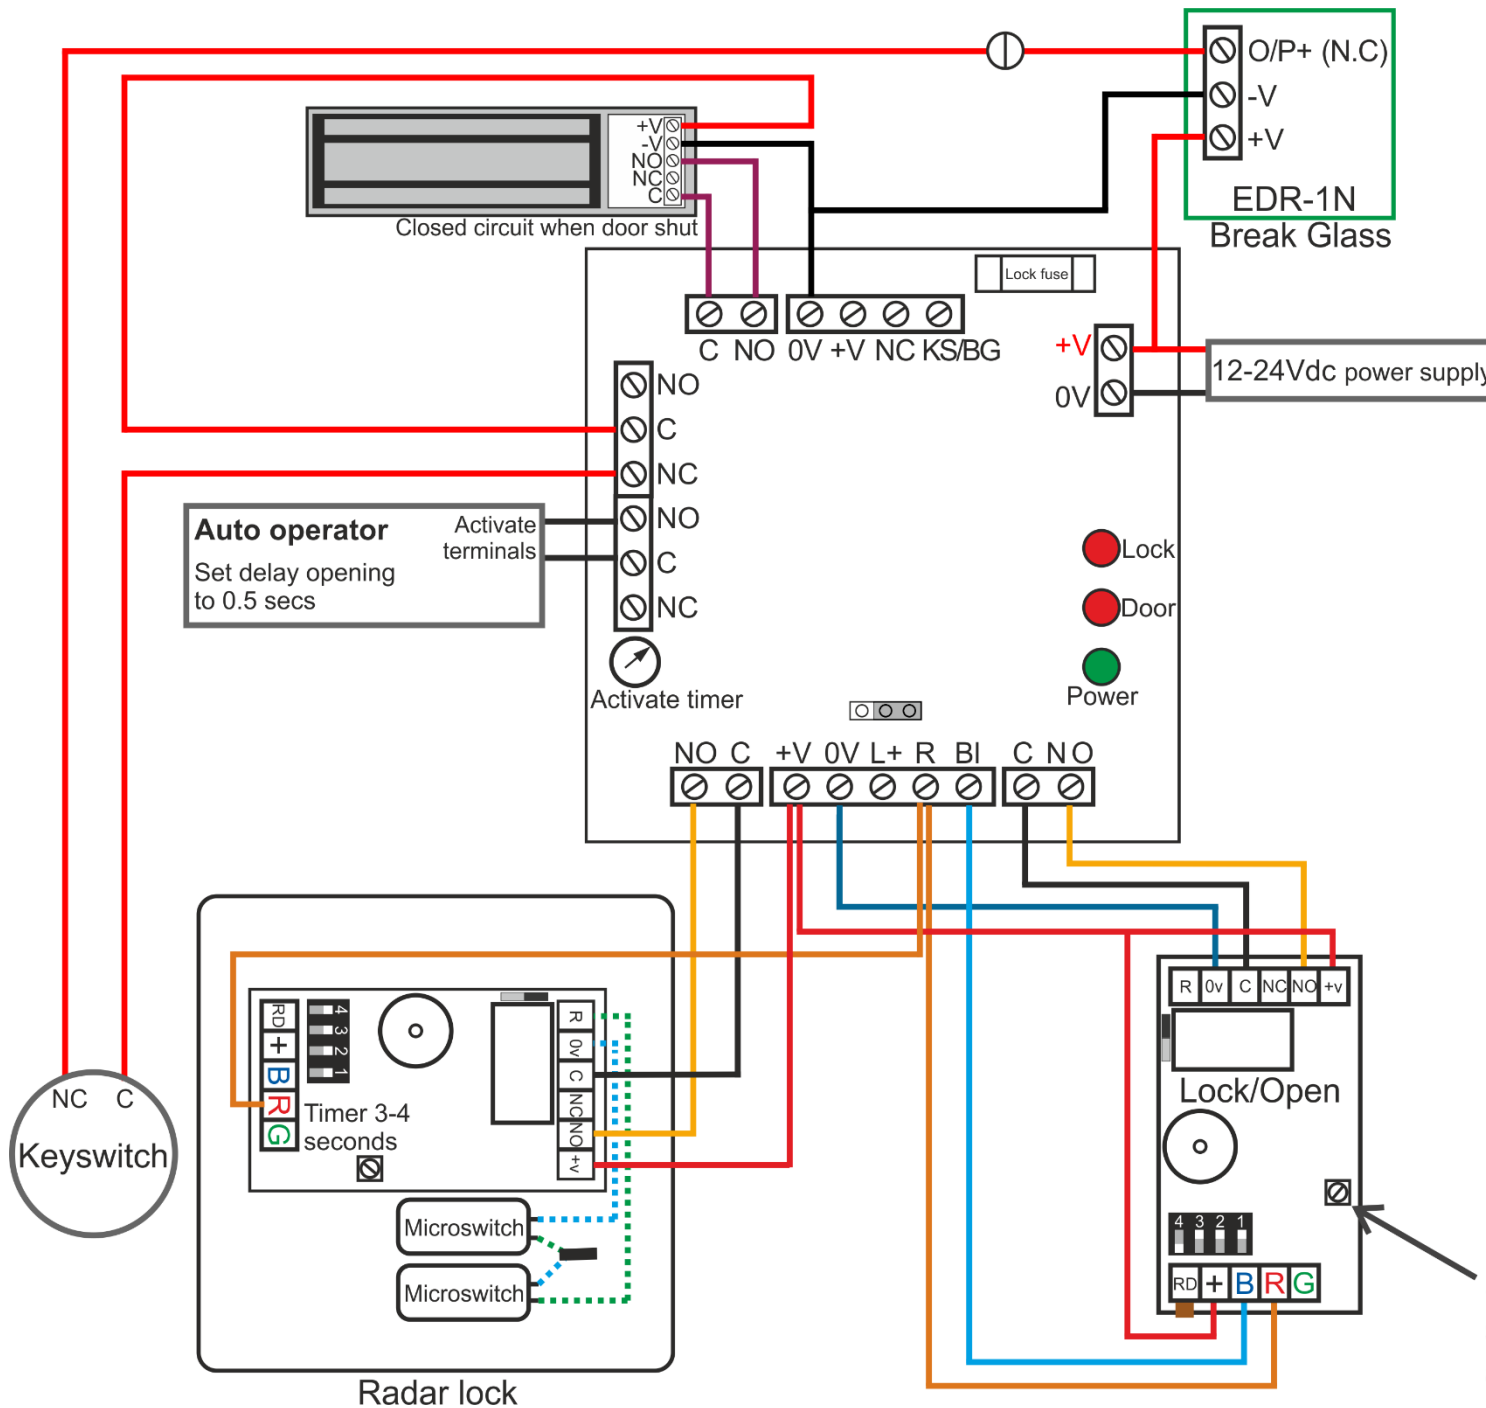 O/P+ (N.C)
-V
+V
EDR-1N
Break Glass
+V
-V
NO
NC
C
Closed circuit when door shut
Lock fuse
C NO 0V +V NC KS/BG
+V
0V
12-24Vdc power supply
NO
C
NC
NO
C
NC
Auto operator
Activate
terminals
Set delay opening
to 0.5 secs
Lock
Door
Power
Activate timer
NO C +V 0V L+ R BI C NO
NC C
Keyswitch
RD
+
B
R
G
4
3
2
1
Timer 3-4
seconds
R
0v
C
NC
NO
+v
Microswitch
Microswitch
Radar lock
R 0v C NC NO +v
Lock/Open
4 3 2 1
RD + B R G